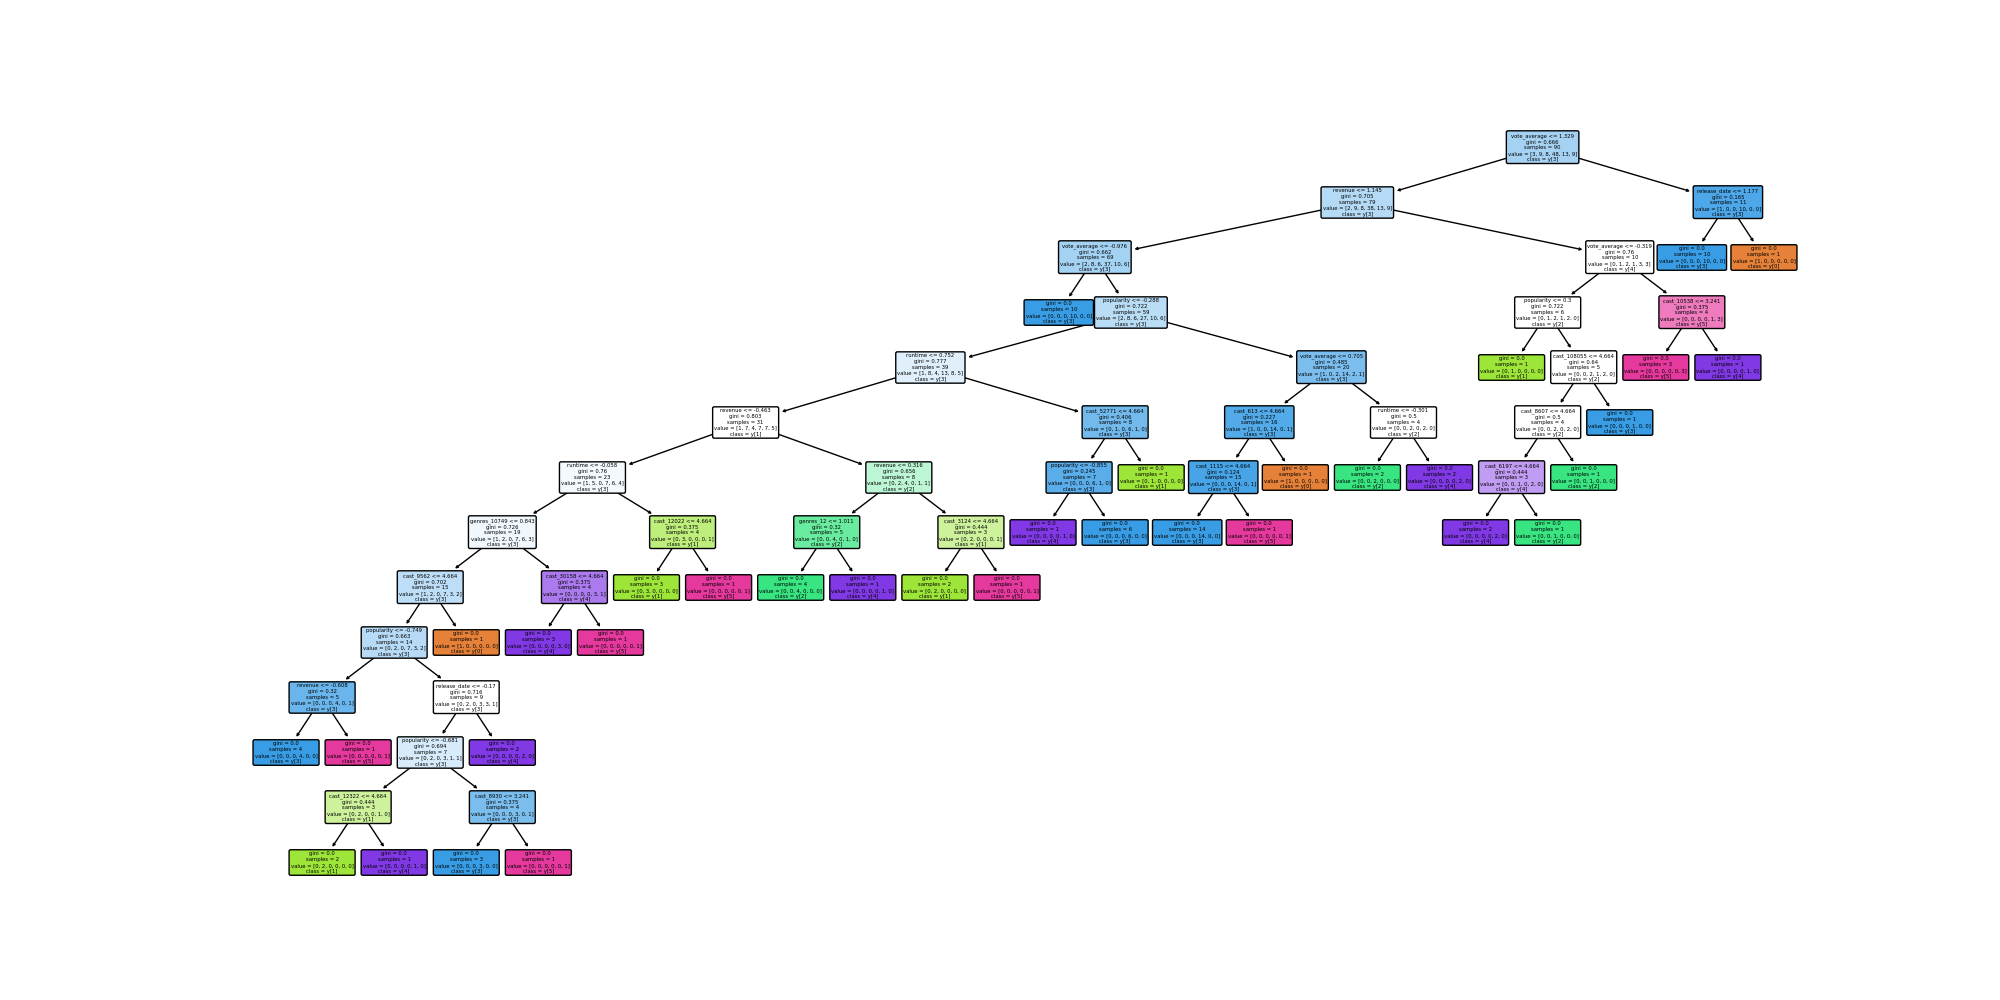 vote_average <= 1.329
gini = 0.666
samples = 90
value = [3, 9, 8, 48, 13, 9]
class = y[3]
revenue <= 1.145
gini = 0.705
samples = 79
value = [2, 9, 8, 38, 13, 9]
class = y[3]
release_date <= 1.177
gini = 0.165
samples = 11
value = [1, 0, 0, 10, 0, 0]
class = y[3]
vote_average <= -0.976
gini = 0.662
samples = 69
value = [2, 8, 6, 37, 10, 6]
class = y[3]
vote_average <= -0.319
gini = 0.76
samples = 10
value = [0, 1, 2, 1, 3, 3]
class = y[4]
gini = 0.0
samples = 10
value = [0, 0, 0, 10, 0, 0]
class = y[3]
gini = 0.0
samples = 1
value = [1, 0, 0, 0, 0, 0]
class = y[0]
gini = 0.0
samples = 10
value = [0, 0, 0, 10, 0, 0]
class = y[3]
popularity <= -0.288
gini = 0.722
samples = 59
value = [2, 8, 6, 27, 10, 6]
class = y[3]
popularity <= 0.3
gini = 0.722
samples = 6
value = [0, 1, 2, 1, 2, 0]
class = y[2]
cast_10538 <= 3.241
gini = 0.375
samples = 4
value = [0, 0, 0, 0, 1, 3]
class = y[5]
runtime <= 0.752
gini = 0.777
samples = 39
value = [1, 8, 4, 13, 8, 5]
class = y[3]
vote_average <= 0.705
gini = 0.485
samples = 20
value = [1, 0, 2, 14, 2, 1]
class = y[3]
gini = 0.0
samples = 1
value = [0, 1, 0, 0, 0, 0]
class = y[1]
cast_108055 <= 4.664
gini = 0.64
samples = 5
value = [0, 0, 2, 1, 2, 0]
class = y[2]
gini = 0.0
samples = 3
value = [0, 0, 0, 0, 0, 3]
class = y[5]
gini = 0.0
samples = 1
value = [0, 0, 0, 0, 1, 0]
class = y[4]
revenue <= -0.463
gini = 0.803
samples = 31
value = [1, 7, 4, 7, 7, 5]
class = y[1]
cast_52771 <= 4.664
gini = 0.406
samples = 8
value = [0, 1, 0, 6, 1, 0]
class = y[3]
cast_613 <= 4.664
gini = 0.227
samples = 16
value = [1, 0, 0, 14, 0, 1]
class = y[3]
runtime <= -0.301
gini = 0.5
samples = 4
value = [0, 0, 2, 0, 2, 0]
class = y[2]
cast_8607 <= 4.664
gini = 0.5
samples = 4
value = [0, 0, 2, 0, 2, 0]
class = y[2]
gini = 0.0
samples = 1
value = [0, 0, 0, 1, 0, 0]
class = y[3]
runtime <= -0.058
gini = 0.76
samples = 23
value = [1, 5, 0, 7, 6, 4]
class = y[3]
revenue <= 0.316
gini = 0.656
samples = 8
value = [0, 2, 4, 0, 1, 1]
class = y[2]
popularity <= -0.855
gini = 0.245
samples = 7
value = [0, 0, 0, 6, 1, 0]
class = y[3]
gini = 0.0
samples = 1
value = [0, 1, 0, 0, 0, 0]
class = y[1]
cast_1115 <= 4.664
gini = 0.124
samples = 15
value = [0, 0, 0, 14, 0, 1]
class = y[3]
gini = 0.0
samples = 1
value = [1, 0, 0, 0, 0, 0]
class = y[0]
gini = 0.0
samples = 2
value = [0, 0, 2, 0, 0, 0]
class = y[2]
gini = 0.0
samples = 2
value = [0, 0, 0, 0, 2, 0]
class = y[4]
cast_6197 <= 4.664
gini = 0.444
samples = 3
value = [0, 0, 1, 0, 2, 0]
class = y[4]
gini = 0.0
samples = 1
value = [0, 0, 1, 0, 0, 0]
class = y[2]
genres_10749 <= 0.843
gini = 0.726
samples = 19
value = [1, 2, 0, 7, 6, 3]
class = y[3]
cast_12022 <= 4.664
gini = 0.375
samples = 4
value = [0, 3, 0, 0, 0, 1]
class = y[1]
genres_12 <= 1.011
gini = 0.32
samples = 5
value = [0, 0, 4, 0, 1, 0]
class = y[2]
cast_3124 <= 4.664
gini = 0.444
samples = 3
value = [0, 2, 0, 0, 0, 1]
class = y[1]
gini = 0.0
samples = 1
value = [0, 0, 0, 0, 1, 0]
class = y[4]
gini = 0.0
samples = 6
value = [0, 0, 0, 6, 0, 0]
class = y[3]
gini = 0.0
samples = 14
value = [0, 0, 0, 14, 0, 0]
class = y[3]
gini = 0.0
samples = 1
value = [0, 0, 0, 0, 0, 1]
class = y[5]
gini = 0.0
samples = 2
value = [0, 0, 0, 0, 2, 0]
class = y[4]
gini = 0.0
samples = 1
value = [0, 0, 1, 0, 0, 0]
class = y[2]
cast_9562 <= 4.664
gini = 0.702
samples = 15
value = [1, 2, 0, 7, 3, 2]
class = y[3]
cast_30158 <= 4.664
gini = 0.375
samples = 4
value = [0, 0, 0, 0, 3, 1]
class = y[4]
gini = 0.0
samples = 3
value = [0, 3, 0, 0, 0, 0]
class = y[1]
gini = 0.0
samples = 1
value = [0, 0, 0, 0, 0, 1]
class = y[5]
gini = 0.0
samples = 4
value = [0, 0, 4, 0, 0, 0]
class = y[2]
gini = 0.0
samples = 1
value = [0, 0, 0, 0, 1, 0]
class = y[4]
gini = 0.0
samples = 2
value = [0, 2, 0, 0, 0, 0]
class = y[1]
gini = 0.0
samples = 1
value = [0, 0, 0, 0, 0, 1]
class = y[5]
popularity <= -0.749
gini = 0.663
samples = 14
value = [0, 2, 0, 7, 3, 2]
class = y[3]
gini = 0.0
samples = 1
value = [1, 0, 0, 0, 0, 0]
class = y[0]
gini = 0.0
samples = 3
value = [0, 0, 0, 0, 3, 0]
class = y[4]
gini = 0.0
samples = 1
value = [0, 0, 0, 0, 0, 1]
class = y[5]
revenue <= -0.608
gini = 0.32
samples = 5
value = [0, 0, 0, 4, 0, 1]
class = y[3]
release_date <= -0.17
gini = 0.716
samples = 9
value = [0, 2, 0, 3, 3, 1]
class = y[3]
gini = 0.0
samples = 4
value = [0, 0, 0, 4, 0, 0]
class = y[3]
gini = 0.0
samples = 1
value = [0, 0, 0, 0, 0, 1]
class = y[5]
popularity <= -0.681
gini = 0.694
samples = 7
value = [0, 2, 0, 3, 1, 1]
class = y[3]
gini = 0.0
samples = 2
value = [0, 0, 0, 0, 2, 0]
class = y[4]
cast_12322 <= 4.664
gini = 0.444
samples = 3
value = [0, 2, 0, 0, 1, 0]
class = y[1]
cast_8930 <= 3.241
gini = 0.375
samples = 4
value = [0, 0, 0, 3, 0, 1]
class = y[3]
gini = 0.0
samples = 2
value = [0, 2, 0, 0, 0, 0]
class = y[1]
gini = 0.0
samples = 1
value = [0, 0, 0, 0, 1, 0]
class = y[4]
gini = 0.0
samples = 3
value = [0, 0, 0, 3, 0, 0]
class = y[3]
gini = 0.0
samples = 1
value = [0, 0, 0, 0, 0, 1]
class = y[5]